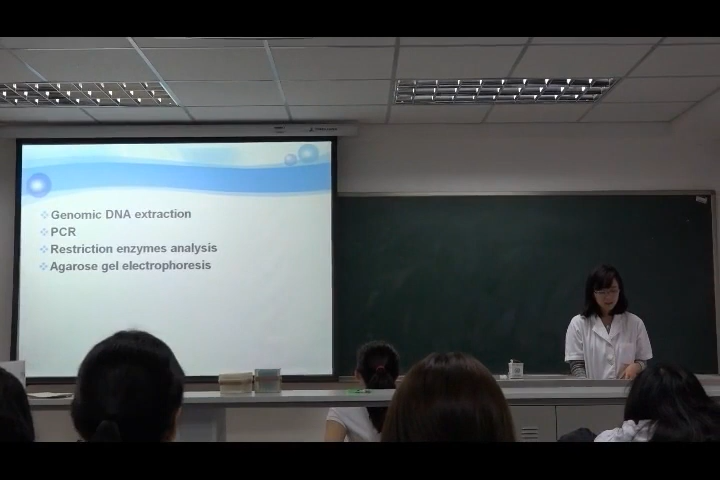 Genomic DNA extraction
PCR
Restriction enzymes analysis
Agarose gel electrophoresis